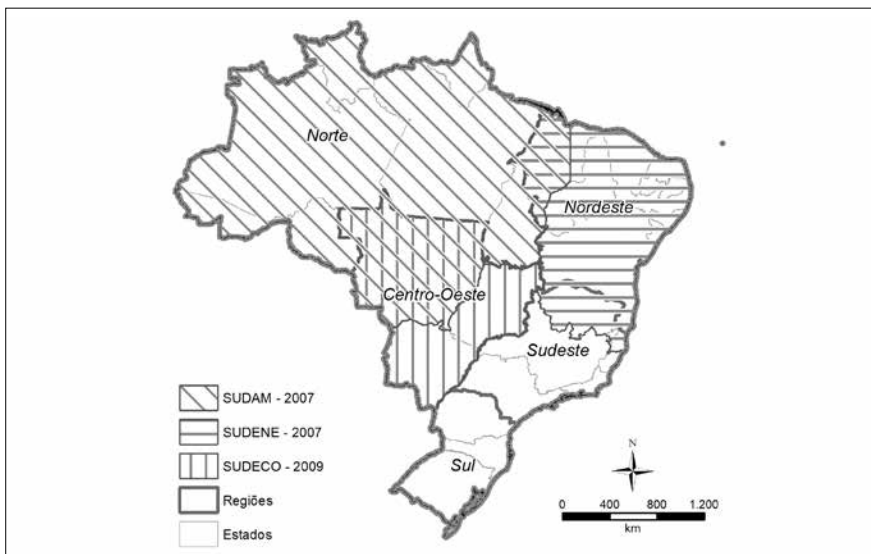 Norte
Nordeste
Centro-Oeste
Sudeste
Sul
SUDAM - 2007
SUDENE - 2007
SUDECO - 2009
Regiões
Estados
N
0 400 800 1.200
km